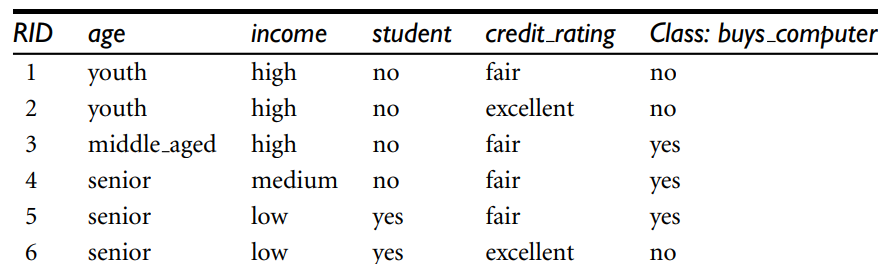 RID age income student credit_rating Class: buys_computer
1 youth high no fair no
2 youth high no excellent no
3 middle_aged high no fair yes
4 senior medium no fair yes
5 senior low yes fair yes
6 senior low yes excellent no